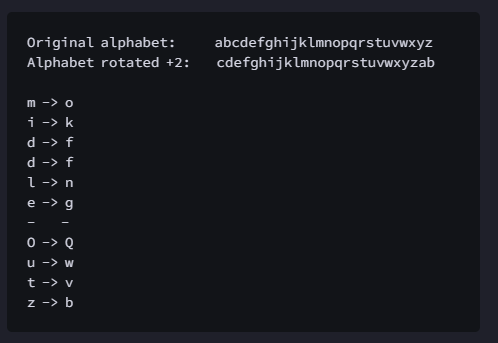 Original alphabet: abcdefghijklmnopqrstuvwxyz
Alphabet rotated +2: cdefghijklmnopqrstuvwxyzab
m -> o
i -> k
d -> f
d -> f
l -> n
e -> g
- -
O -> Q
u -> w
t -> v
z -> b